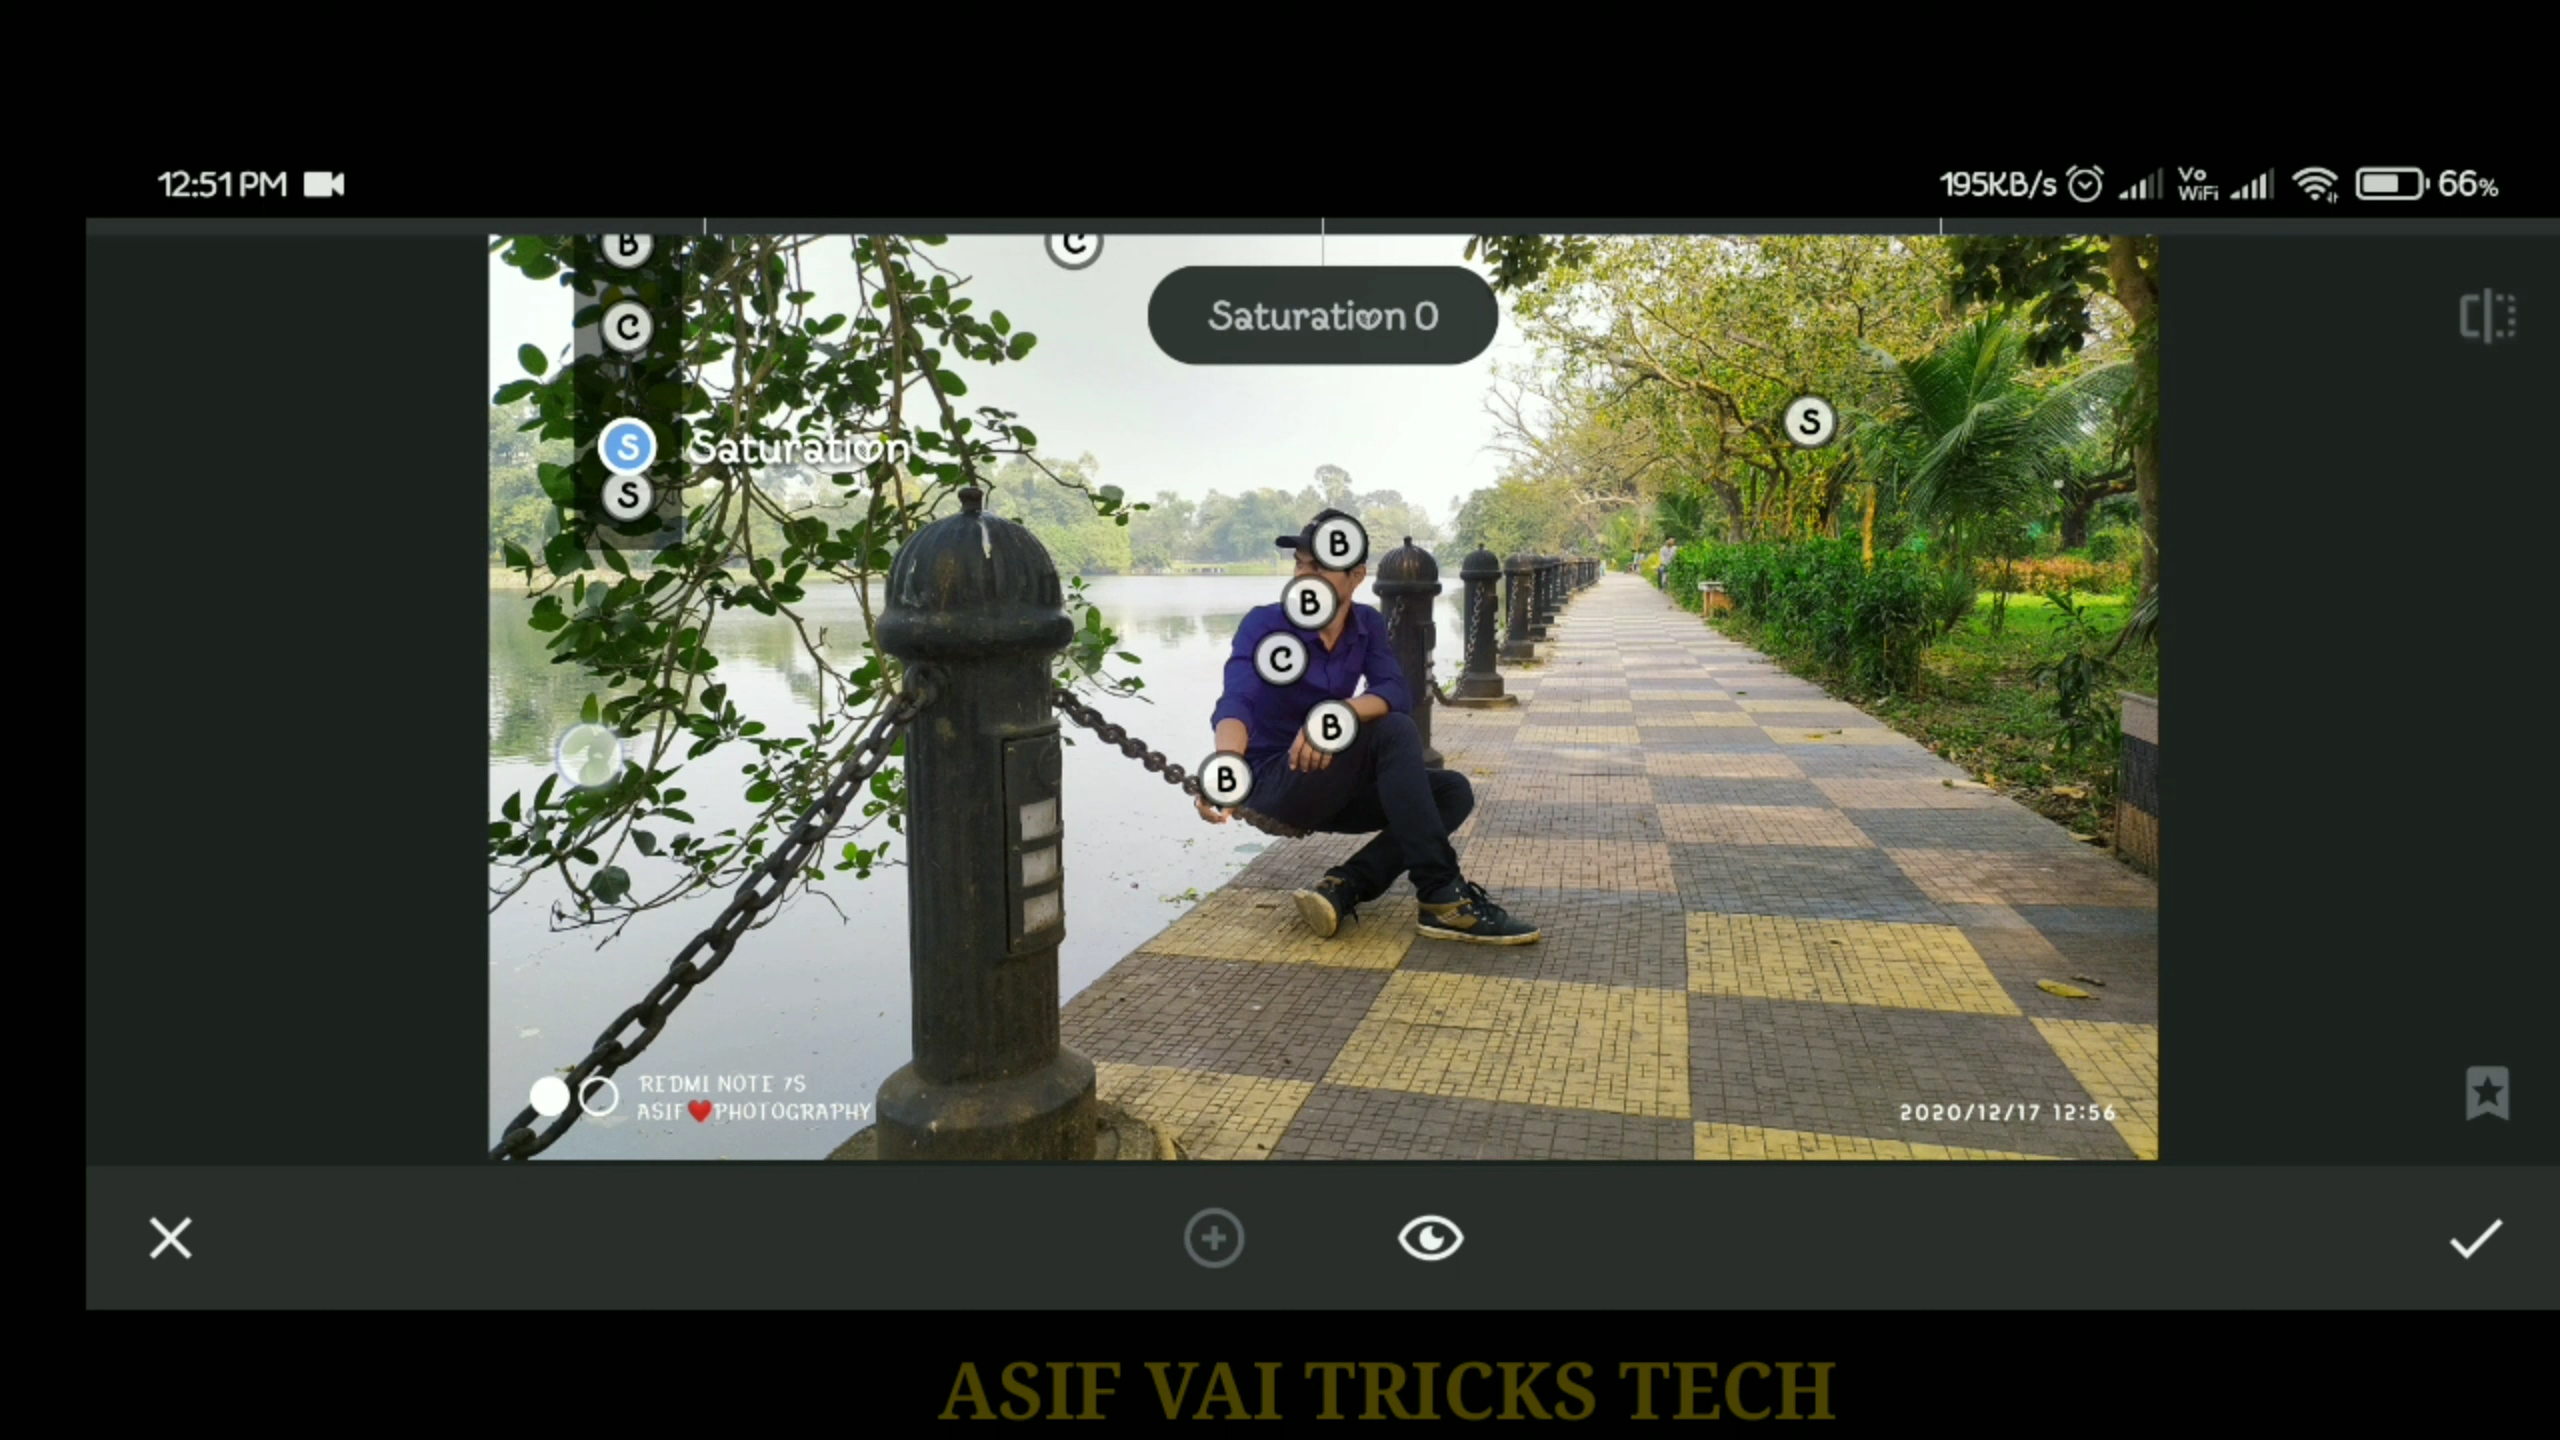 12:51 PM
195KB/s Vo WiFi 66%
B
C
C
Saturation 0
S Saturation
S
S
B
B
C
B
B
REDMI NOTE 7S
ASIF❤️PHOTOGRAPHY
2020/12/17 12:56
ASIF VAI TRICKS TECH